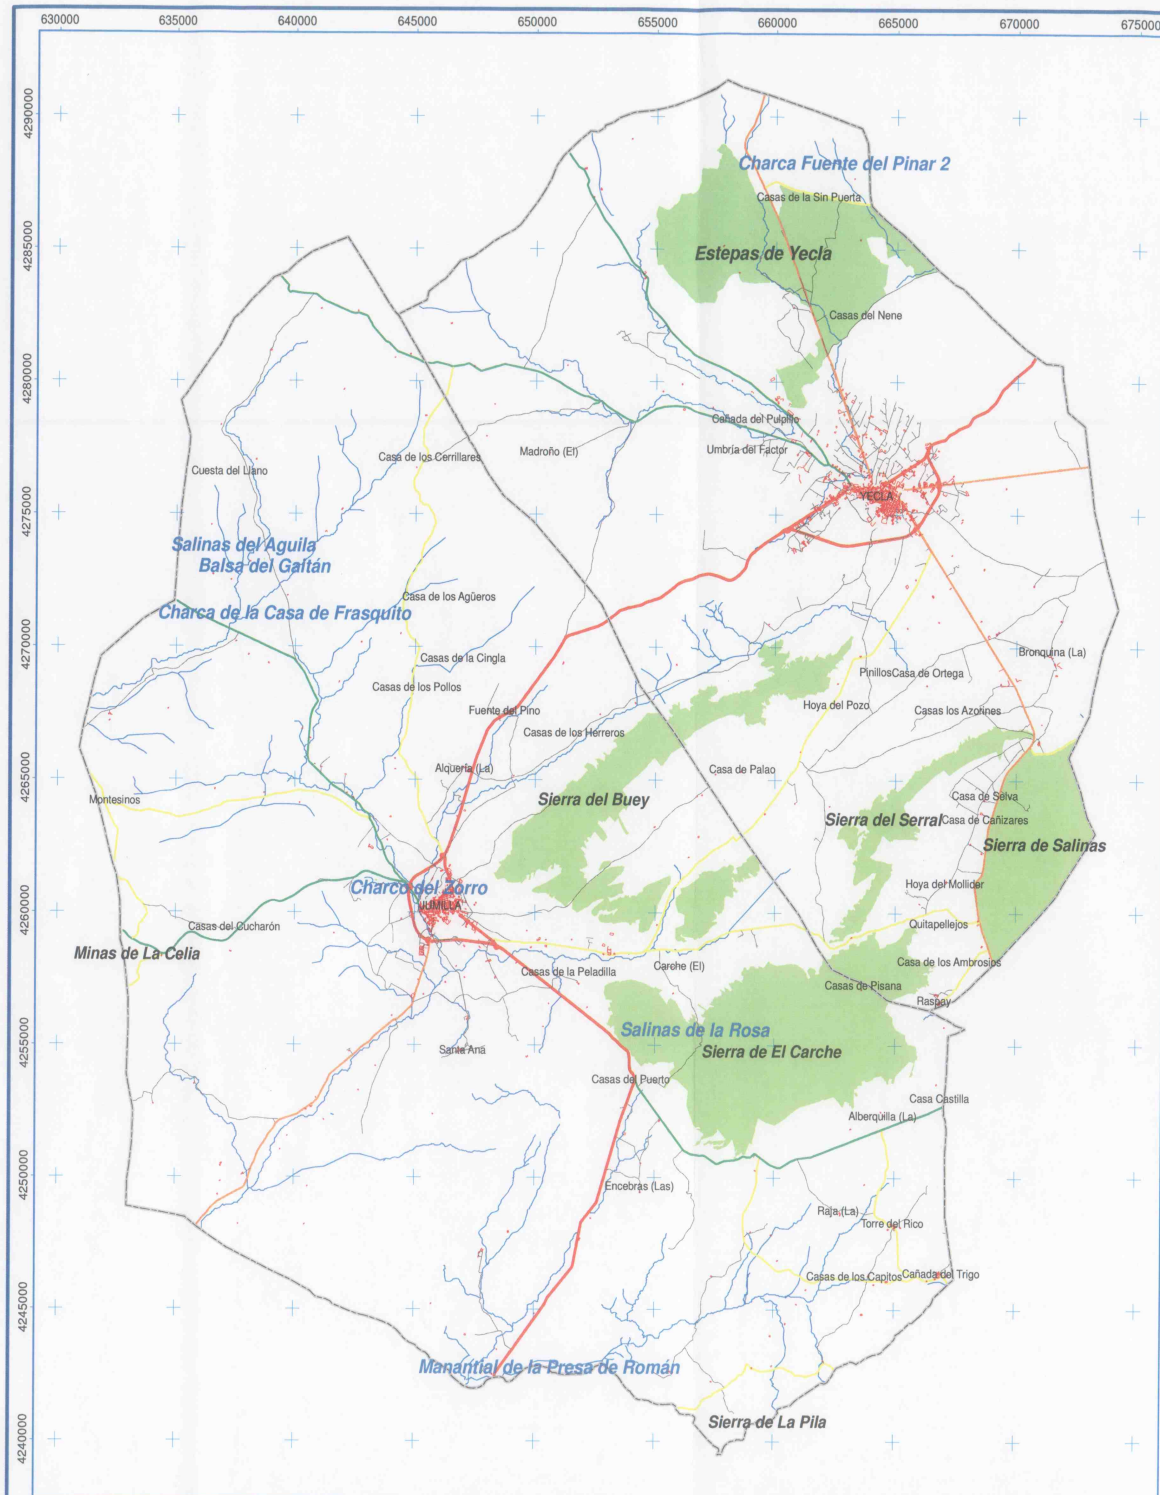 630000 635000 640000 645000 650000 655000 660000 665000 670000 675000
4290000
Charca Fuente del Pinar 2
Casas de la Sin Puerta
4285000
Estepas de Yecla
Casas del Nene
4280000
Cañada del Pulpillo
Umbría del Factor
Madroño (El)
Casa de los Cerrillares
Cuesta del Llano
YECLA
4275000
Salinas del Aguila
Balsa del Gaitán
Casa de los Agüeros
Charca de la Casa de Frasquito
4270000
Bronquina (La)
Casas de la Cingla
Pinillos
Casa de Ortega
Casas de los Pollos
Hoya del Pozo
Casas los Azorines
Fuente del Pino
Casas de los Herreros
Alquería (La)
Casa de Palao
4265000
Montesinos
Sierra del Buey
Casa de Selva
Sierra del Serral
Casa de Cañizares
Sierra de Salinas
Charco del Zorro
Hoya del Mollider
JUMILLA
4260000
Casas del Cucharón
Quitapellejos
Minas de La Celia
Casas de la Peladilla
Carche (El)
Casa de los Ambrosios
Casas de Pisana
Raspay
4255000
Salinas de la Rosa
Santa Ana
Sierra de El Carche
Casas del Puerto
Casa Castilla
Alberquilla (La)
4250000
Encebras (Las)
Raja (La)
Torre del Rico
Casas de los Capitos
Cañada del Trigo
4245000
Manantial de la Presa de Román
Sierra de La Pila
4240000